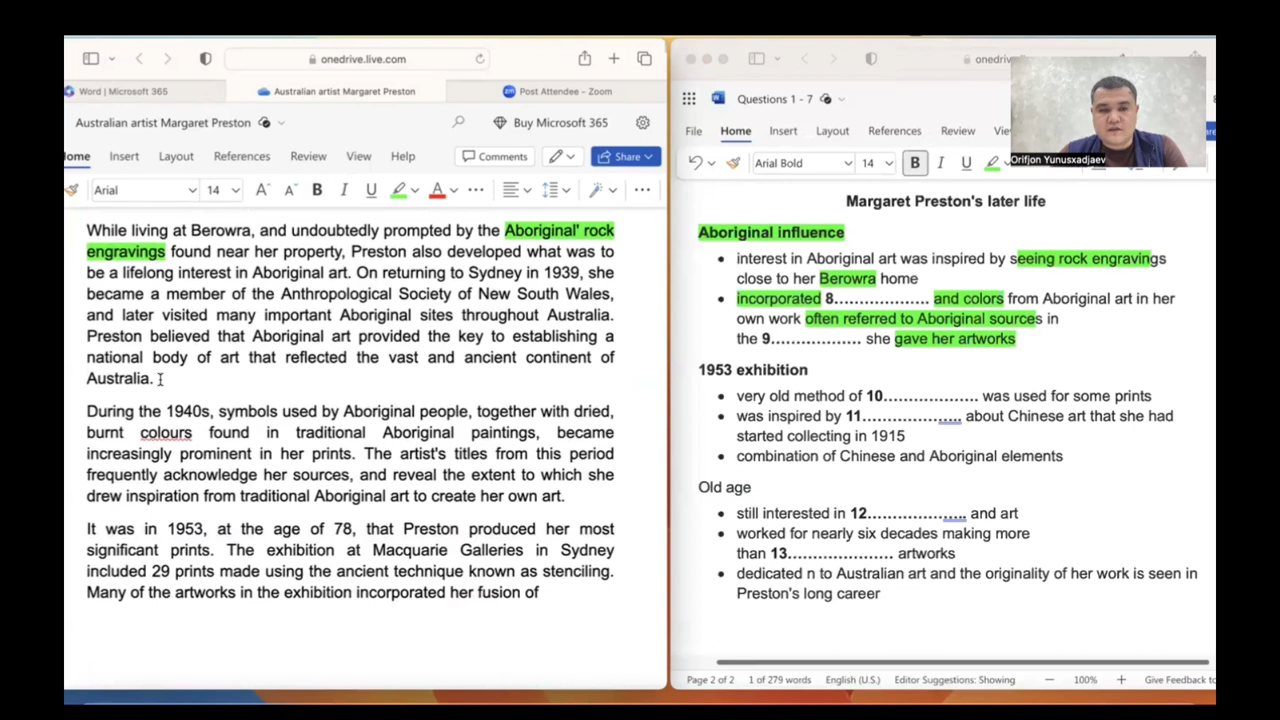 onedrive.live.com
Word | Microsoft 365
Australian artist Margaret Preston
Post Attendee - Zoom
Australian artist Margaret Preston
Buy Microsoft 365
ome Insert Layout References Review View Help
Comments
Share
Arial 14
While living at Berowra, and undoubtedly prompted by the Aboriginal' rock
engravings found near her property, Preston also developed what was to
be a lifelong interest in Aboriginal art. On returning to Sydney in 1939, she
became a member of the Anthropological Society of New South Wales,
and later visited many important Aboriginal sites throughout Australia.
Preston believed that Aboriginal art provided the key to establishing a
national body of art that reflected the vast and ancient continent of
Australia.
During the 1940s, symbols used by Aboriginal people, together with dried,
burnt colours found in traditional Aboriginal paintings, became
increasingly prominent in her prints. The artist's titles from this period
frequently acknowledge her sources, and reveal the extent to which she
drew inspiration from traditional Aboriginal art to create her own art.
It was in 1953, at the age of 78, that Preston produced her most
significant prints. The exhibition at Macquarie Galleries in Sydney
included 29 prints made using the ancient technique known as stenciling.
Many of the artworks in the exhibition incorporated her fusion of
onedriv
Questions 1 - 7
File Home Insert Layout References Review Vie
Orifjon Yunusxadjaev
Arial Bold 14
Margaret Preston's later life
Aboriginal influence
• interest in Aboriginal art was inspired by seeing rock engravings
close to her Berowra home
• incorporated 8.................... and colors from Aboriginal art in her
own work often referred to Aboriginal sources in
the 9................... she gave her artworks
1953 exhibition
• very old method of 10.................... was used for some prints
• was inspired by 11...................... about Chinese art that she had
started collecting in 1915
• combination of Chinese and Aboriginal elements
Old age
• still interested in 12...................... and art
• worked for nearly six decades making more
than 13...................... artworks
• dedicated n to Australian art and the originality of her work is seen in
Preston's long career
Page 2 of 2 1 of 279 words English (U.S.) Editor Suggestions: Showing 100% Give Feedback to